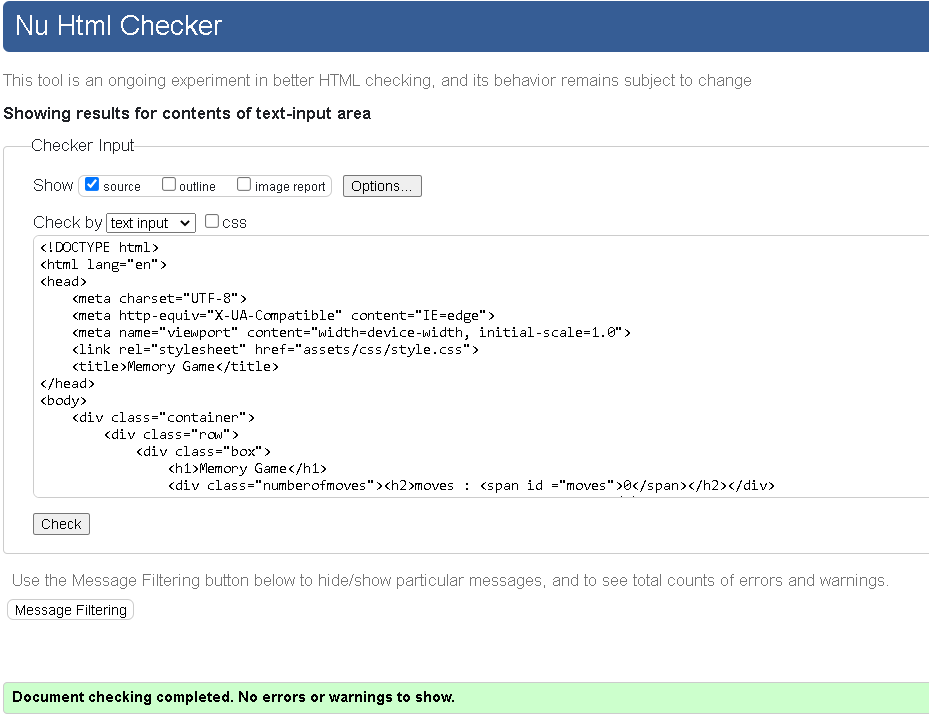 Nu Html Checker
This tool is an ongoing experiment in better HTML checking, and its behavior remains subject to change
Showing results for contents of text-input area
Checker Input
Show source outline image report Options...
Check by text input css
<!DOCTYPE html>
<html lang="en">
<head>
    <meta charset="UTF-8">
    <meta http-equiv="X-UA-Compatible" content="IE=edge">
    <meta name="viewport" content="width=device-width, initial-scale=1.0">
    <link rel="stylesheet" href="assets/css/style.css">
    <title>Memory Game</title>
</head>
<body>
    <div class="container">
        <div class="row">
            <div class="box">
                <h1>Memory Game</h1>
                <div class="numberofmoves"><h2>moves : <span id ="moves">0</span></h2></div>
Check
Use the Message Filtering button below to hide/show particular messages, and to see total counts of errors and warnings.
Message Filtering
Document checking completed. No errors or warnings to show.